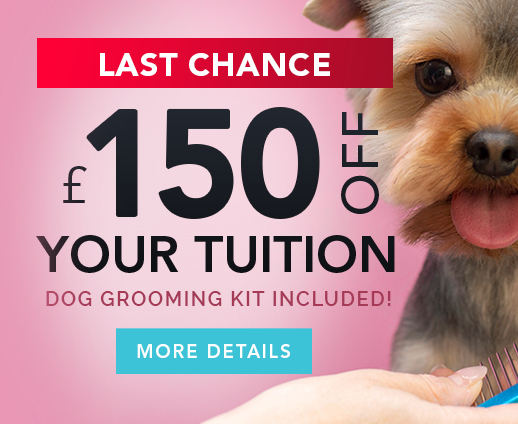 LAST CHANCE
£150 OFF
YOUR TUITION
DOG GROOMING KIT INCLUDED!
MORE DETAILS